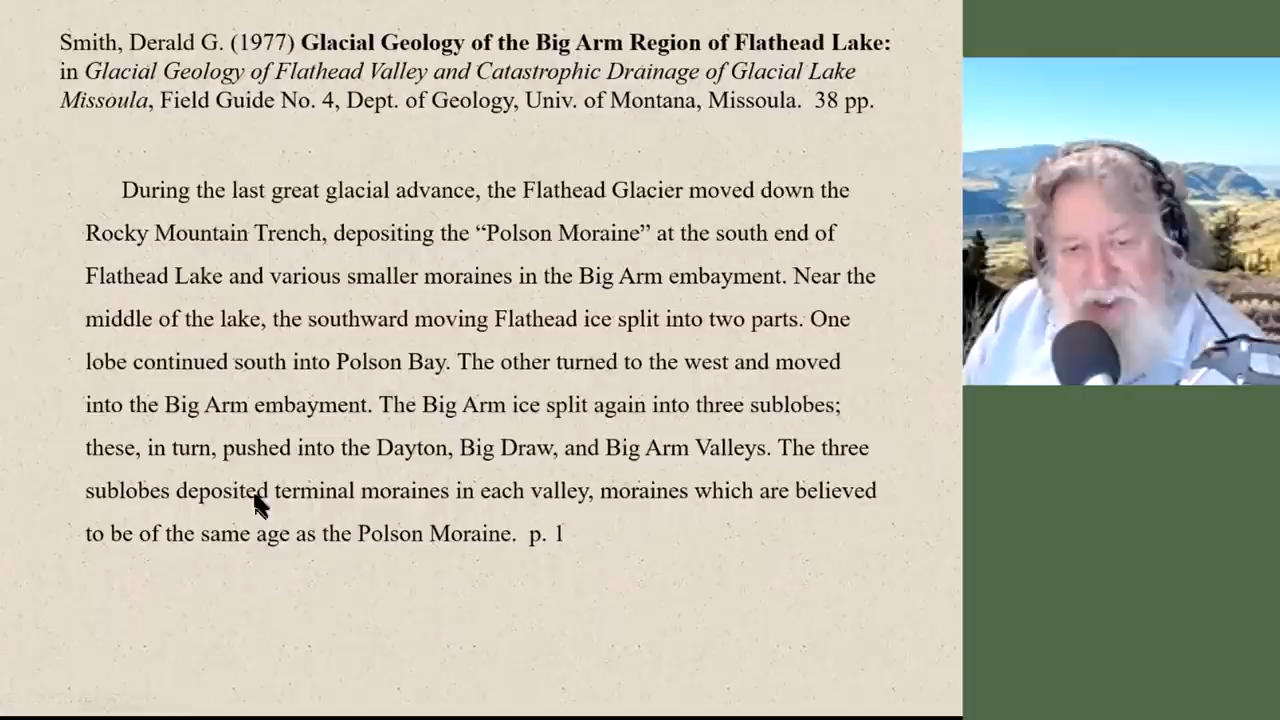 Smith, Derald G. (1977) Glacial Geology of the Big Arm Region of Flathead Lake:
in Glacial Geology of Flathead Valley and Catastrophic Drainage of Glacial Lake
Missoula, Field Guide No. 4, Dept. of Geology, Univ. of Montana, Missoula. 38 pp.
During the last great glacial advance, the Flathead Glacier moved down the
Rocky Mountain Trench, depositing the “Polson Moraine” at the south end of
Flathead Lake and various smaller moraines in the Big Arm embayment. Near the
middle of the lake, the southward moving Flathead ice split into two parts. One
lobe continued south into Polson Bay. The other turned to the west and moved
into the Big Arm embayment. The Big Arm ice split again into three sublobes;
these, in turn, pushed into the Dayton, Big Draw, and Big Arm Valleys. The three
sublobes deposited terminal moraines in each valley, moraines which are believed
to be of the same age as the Polson Moraine. p. 1